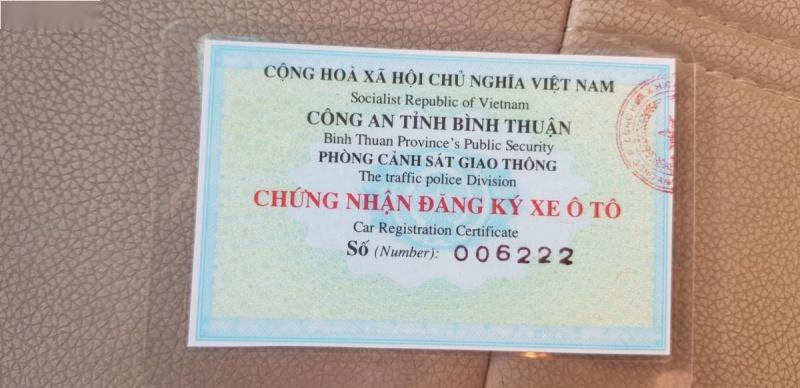 CỘNG HOÀ XÃ HỘI CHỦ NGHĨA VIỆT NAM
Socialist Republic of Vietnam
CÔNG AN TỈNH BÌNH THUẬN
Binh Thuan Province's Public Security
PHÒNG CẢNH SÁT GIAO THÔNG
The traffic police Division
CHỨNG NHẬN ĐĂNG KÝ XE Ô TÔ
Car Registration Certificate
Số (Number): 006222